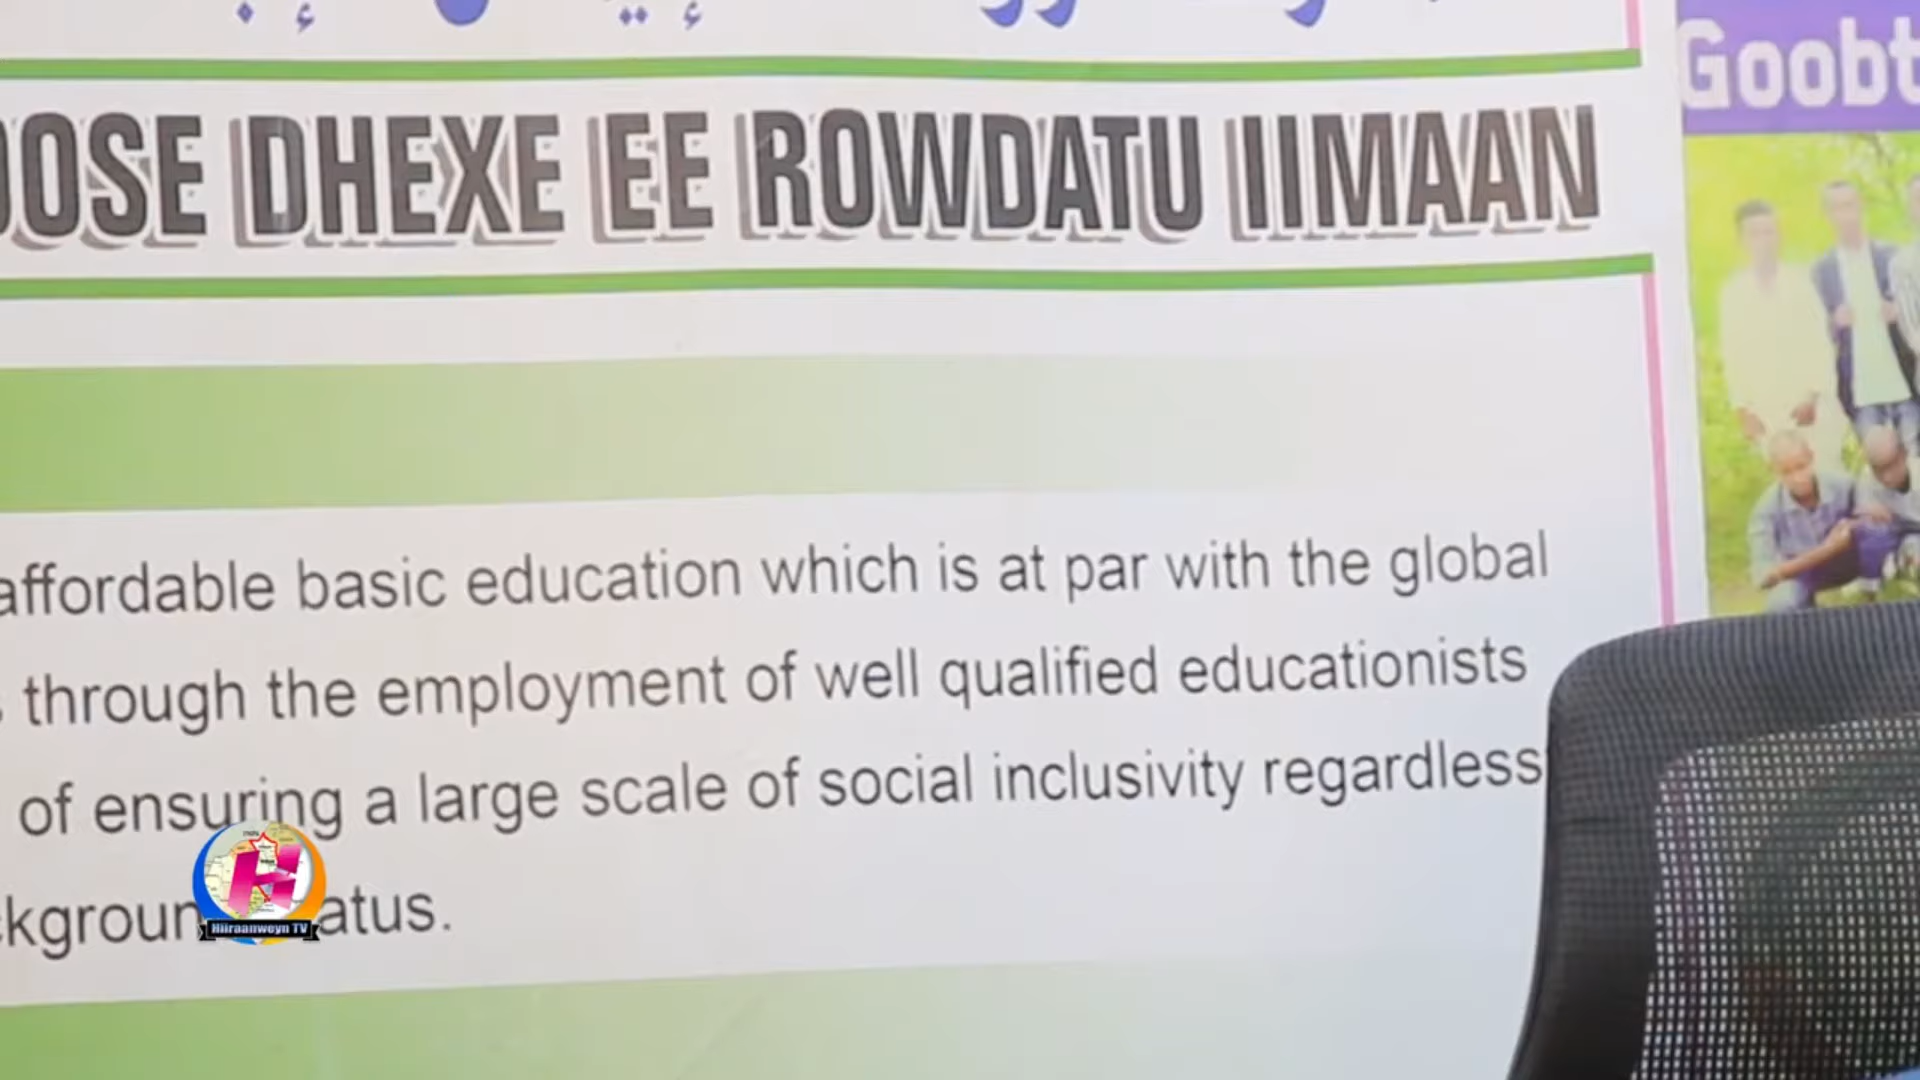 Goobt
OOSE DHEXE EE ROWDATU IIMAAN
affordable basic education which is at par with the global
through the employment of well qualified educationists
of ensuring a large scale of social inclusivity regardless
kgroun atus.
Hiiraanweyn TV